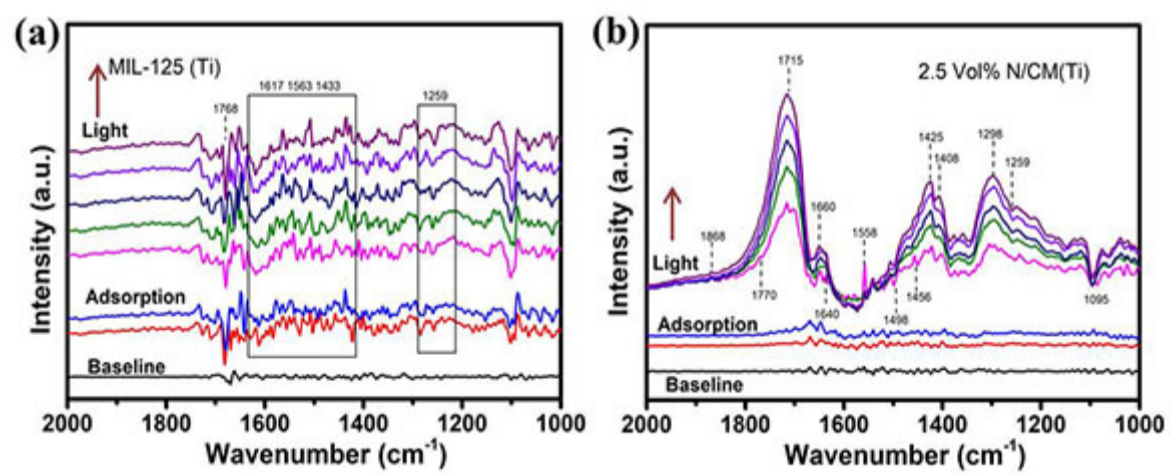 (a)
MIL-125 (Ti)
1617 1563 1433
1259
1768
Light
Adsorption
Baseline
Intensity (a.u.)
2000 1800 1600 1400 1200 1000
Wavenumber (cm⁻¹)
(b)
2.5 Vol% N/CM(Ti)
1715
1425
1408
1298
1259
1868
1660
1558
Light
1770
1640
1498
1456
1095
Adsorption
Baseline
Intensity (a.u.)
2000 1800 1600 1400 1200 1000
Wavenumber (cm⁻¹)